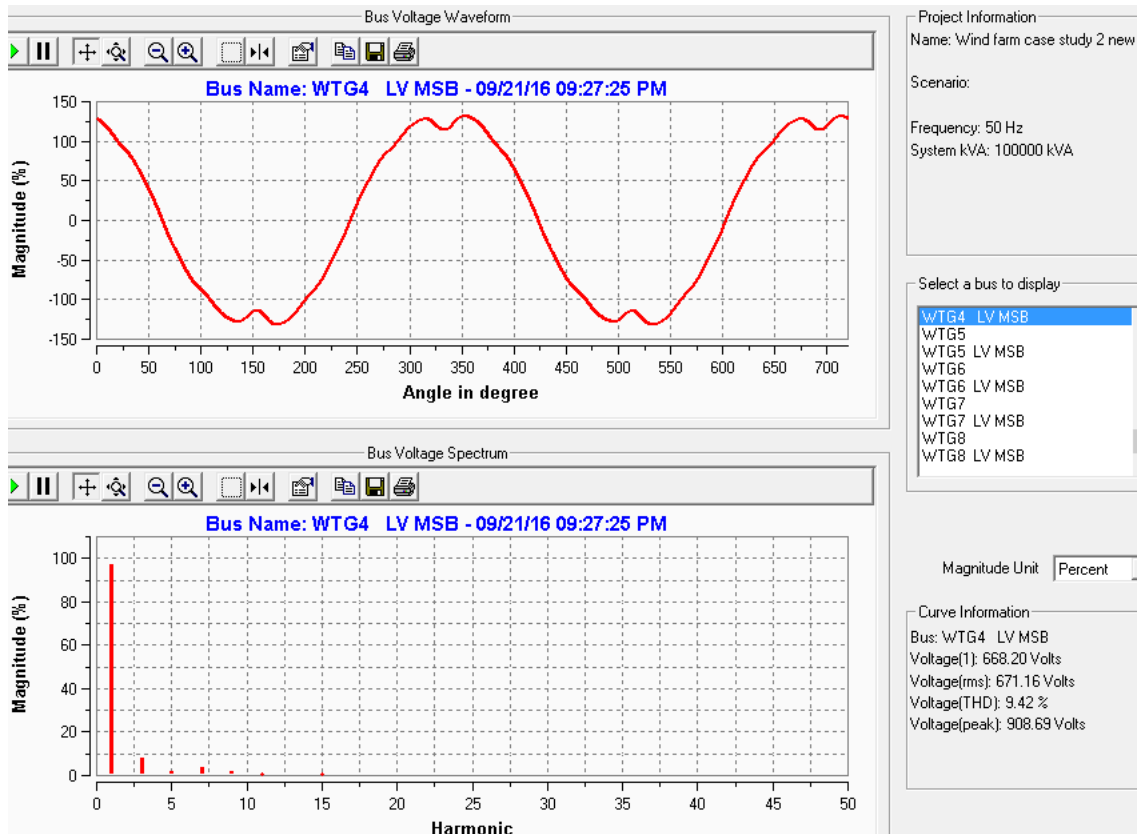 Bus Voltage Waveform
Bus Name: WTG4   LV MSB - 09/21/16 09:27:25 PM
Magnitude (%)
150
100
50
0
-50
-100
-150
0 50 100 150 200 250 300 350 400 450 500 550 600 650 700
Angle in degree
Bus Voltage Spectrum
Bus Name: WTG4   LV MSB - 09/21/16 09:27:25 PM
Magnitude (%)
100
80
60
40
20
0
0 5 10 15 20 25 30 35 40 45 50
Harmonic
Project Information
Name: Wind farm case study 2 new
Scenario:
Frequency: 50 Hz
System kVA: 100000 kVA
Select a bus to display
WTG4   LV MSB
WTG5
WTG5 LV MSB
WTG6
WTG6 LV MSB
WTG7
WTG7 LV MSB
WTG8
WTG8 LV MSB
Magnitude Unit Percent
Curve Information
Bus: WTG4   LV MSB
Voltage(1): 668.20 Volts
Voltage(rms): 671.16 Volts
Voltage(THD): 9.42 %
Voltage(peak): 908.69 Volts